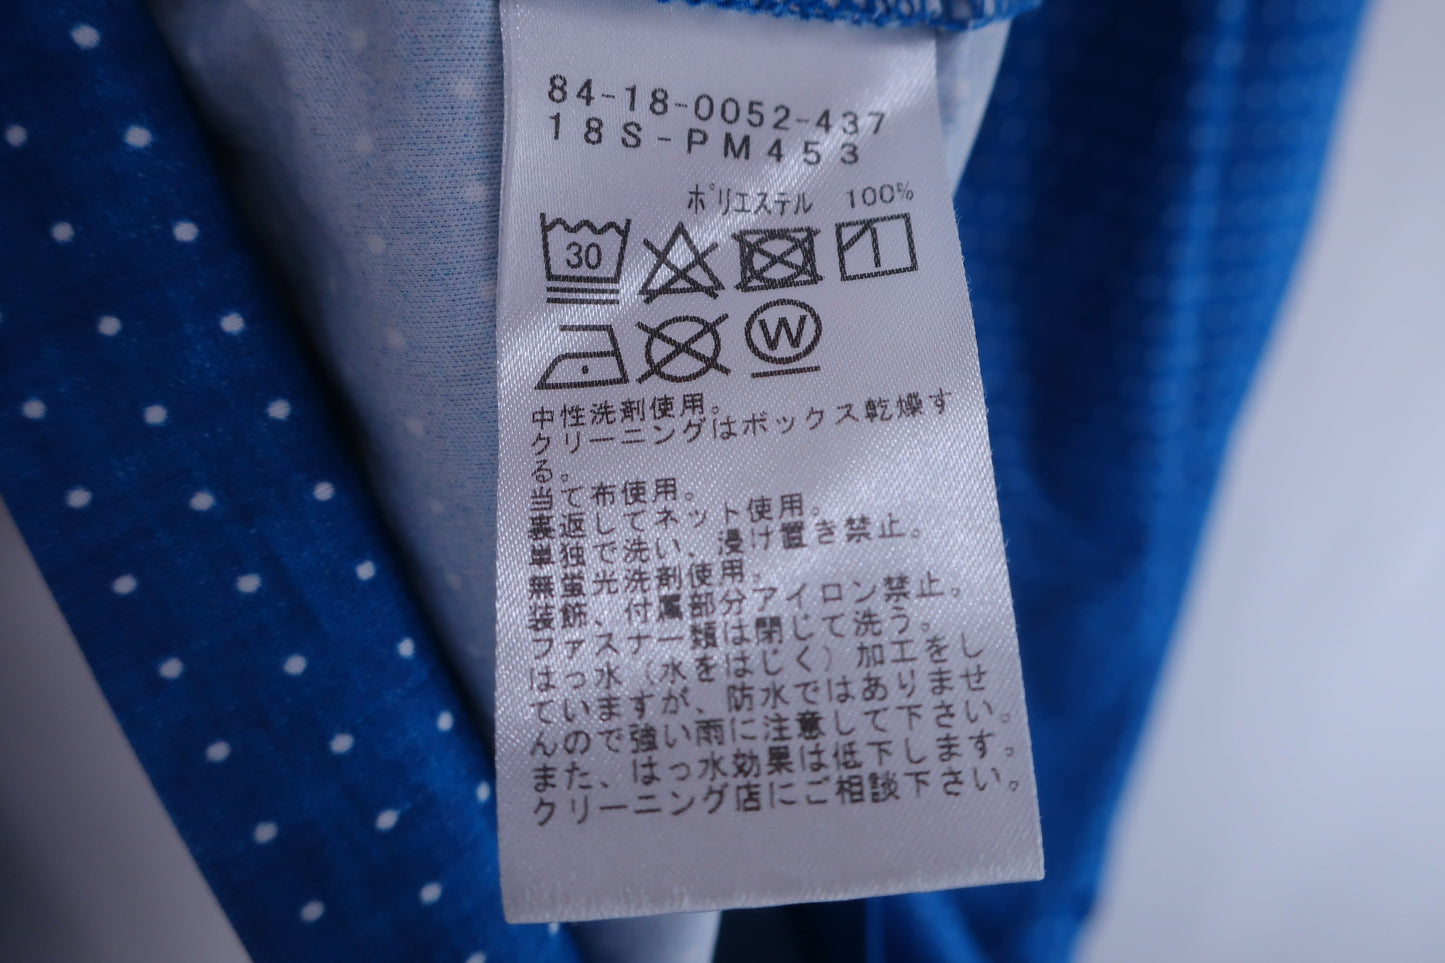 84-18-0052-437
18S-PM453
ポリエステル 100%
30
W
中性洗剤使用。
クリーニングはボックス乾燥す
る。
当て布使用。
裏返してネット使用。
単独で洗い、浸け置き禁止。
無蛍光洗剤使用。
装飾、付属部分アイロン禁止。
ファスナー類は閉じて洗う。
はっ水（水をはじく）加工をし
ていますが、防水ではありませ
んので強い雨に注意して下さい。
また、はっ水効果は低下します。
クリーニング店にご相談下さい。